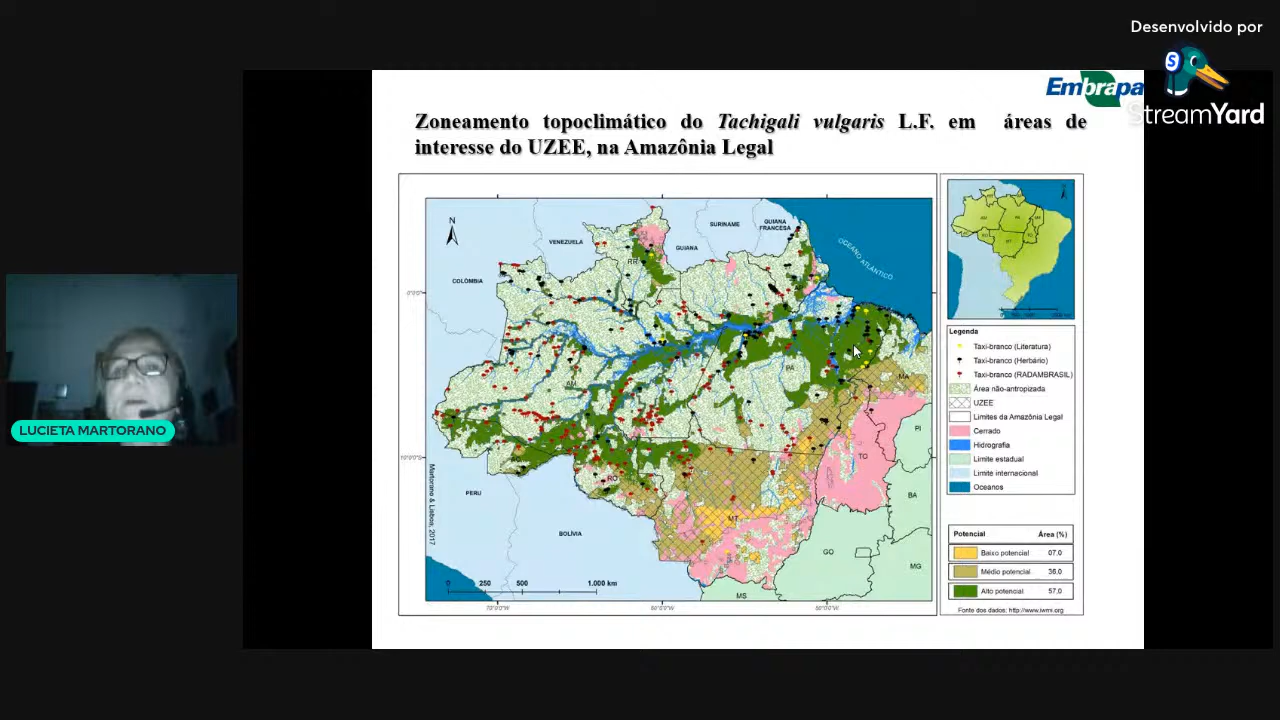 Desenvolvido por
StreamYard
Embrapa
Zoneamento topoclimático do Tachigali vulgaris L.F. em áreas de
interesse do UZEE, na Amazônia Legal
N
VENEZUELA
SURINAME
GUIANA
FRANCESA
GUIANA
COLÔMBIA
OCEANO ATLÂNTICO
RR
AM
PA
MA
PI
TO
RO
MT
BA
GO
MG
MS
PERU
BOLÍVIA
Martorano & Lisboa, 2017
0 250 500 1.000 km
Legenda
Taxi-branco (Literatura)
Taxi-branco (Herbário)
Taxi-branco (RADAMBRASIL)
Área não-antropizada
UZEE
Limites da Amazônia Legal
Cerrado
Hidrografia
Limite estadual
Limite internacional
Oceanos
Potencial Área (%)
Baixo potencial 07,0
Médio potencial 36,0
Alto potencial 57,0
Fonte dos dados: http://www.iwmi.org
LUCIETA MARTORANO